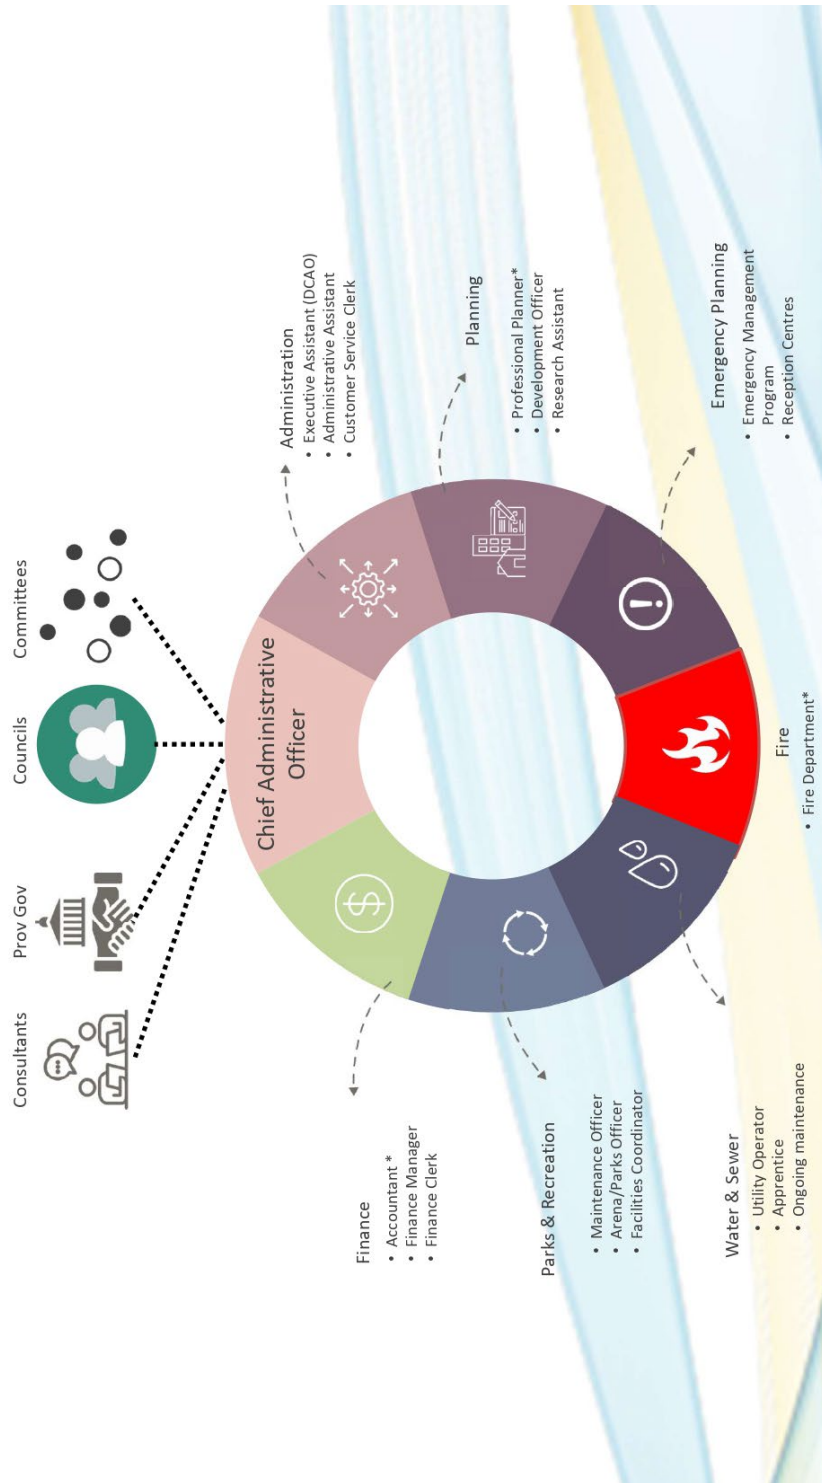 Consultants
Prov Gov
Councils
Committees
Chief Administrative
Officer
Administration
• Executive Assistant (DCAO)
• Administrative Assistant
• Customer Service Clerk
Planning
• Professional Planner*
• Development Officer
• Research Assistant
Emergency Planning
• Emergency Management
Program
• Reception Centres
Fire
• Fire Department*
Water & Sewer
• Utility Operator
• Apprentice
• Ongoing maintenance
Parks & Recreation
• Maintenance Officer
• Arena/Parks Officer
• Facilities Coordinator
Finance
• Accountant *
• Finance Manager
• Finance Clerk